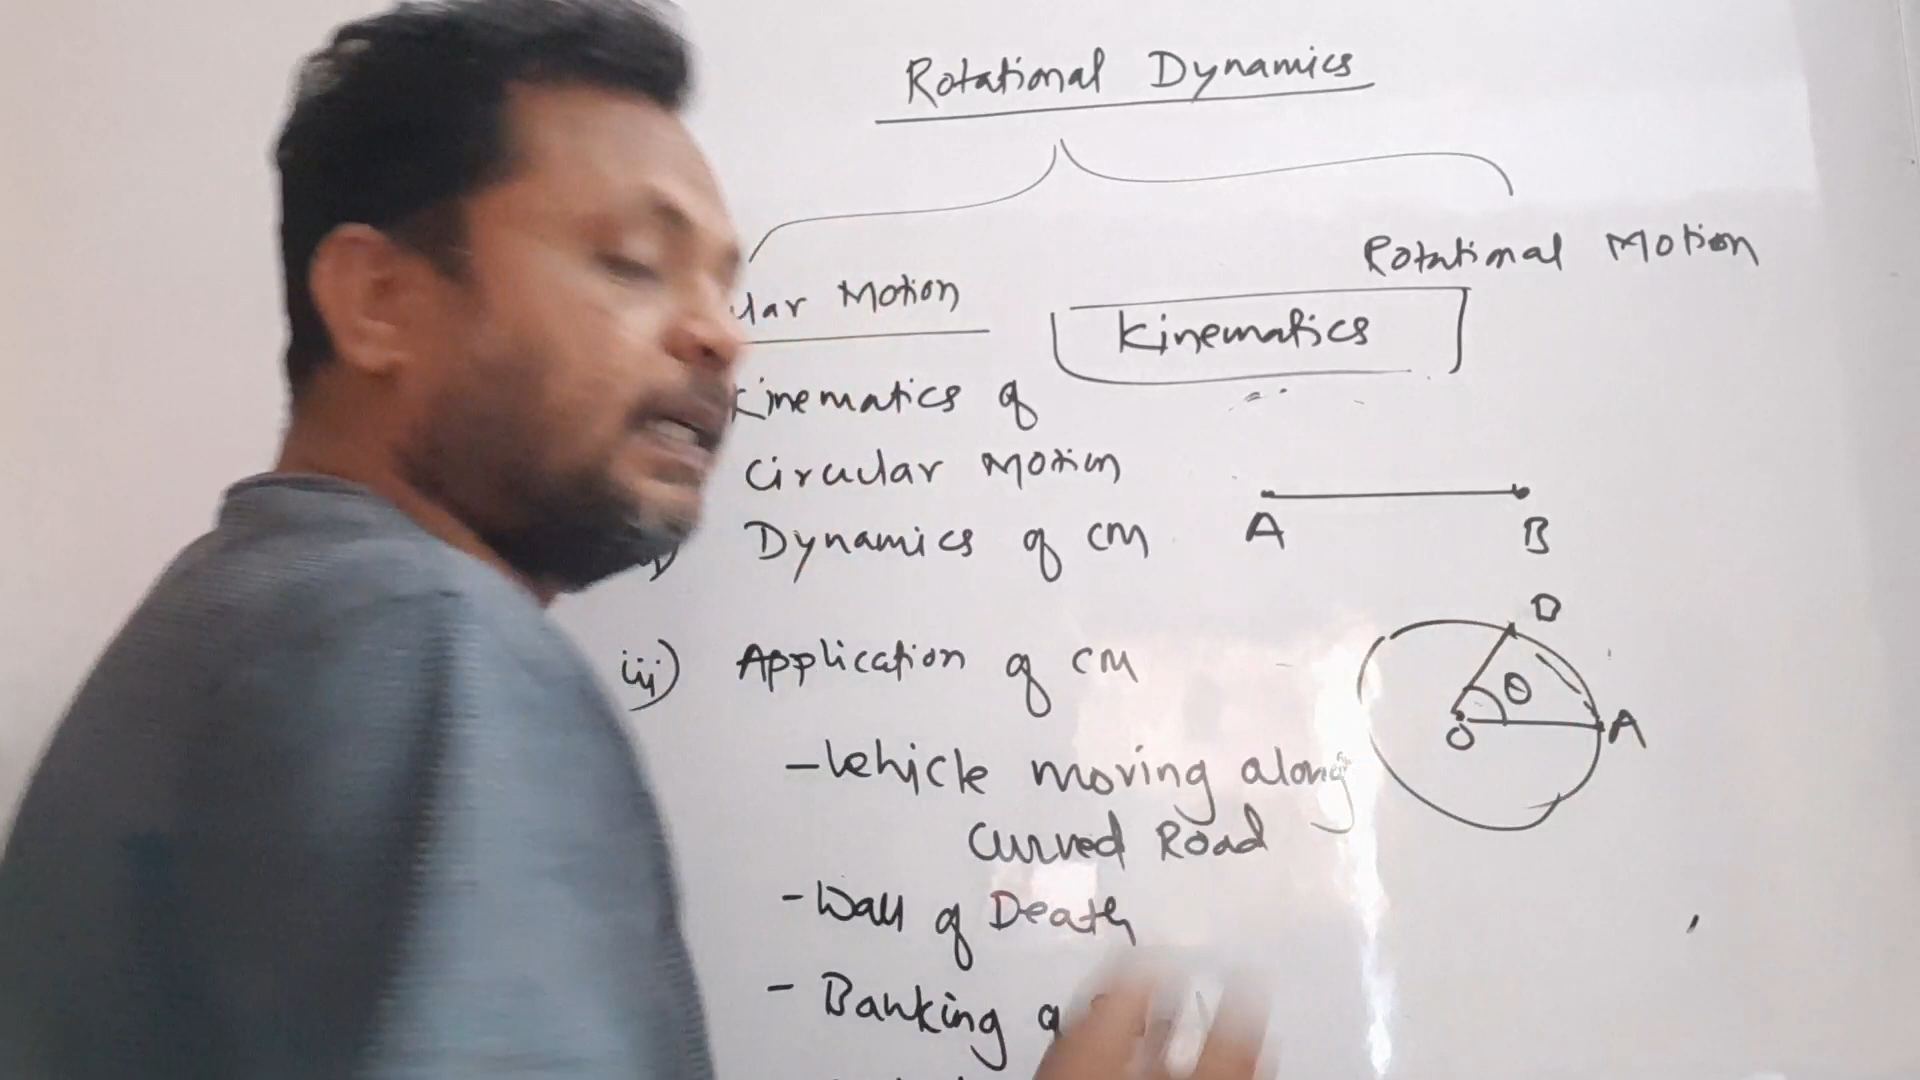 Rotational Dynamics
Rotational Motion
ular Motion
Kinematics
Kinematics of
Circular Motion
A B
Dynamics of CM
iii) Application of CM
O θ A
- Vehicle moving along
Curved Road
- Wall of Death
- Banking